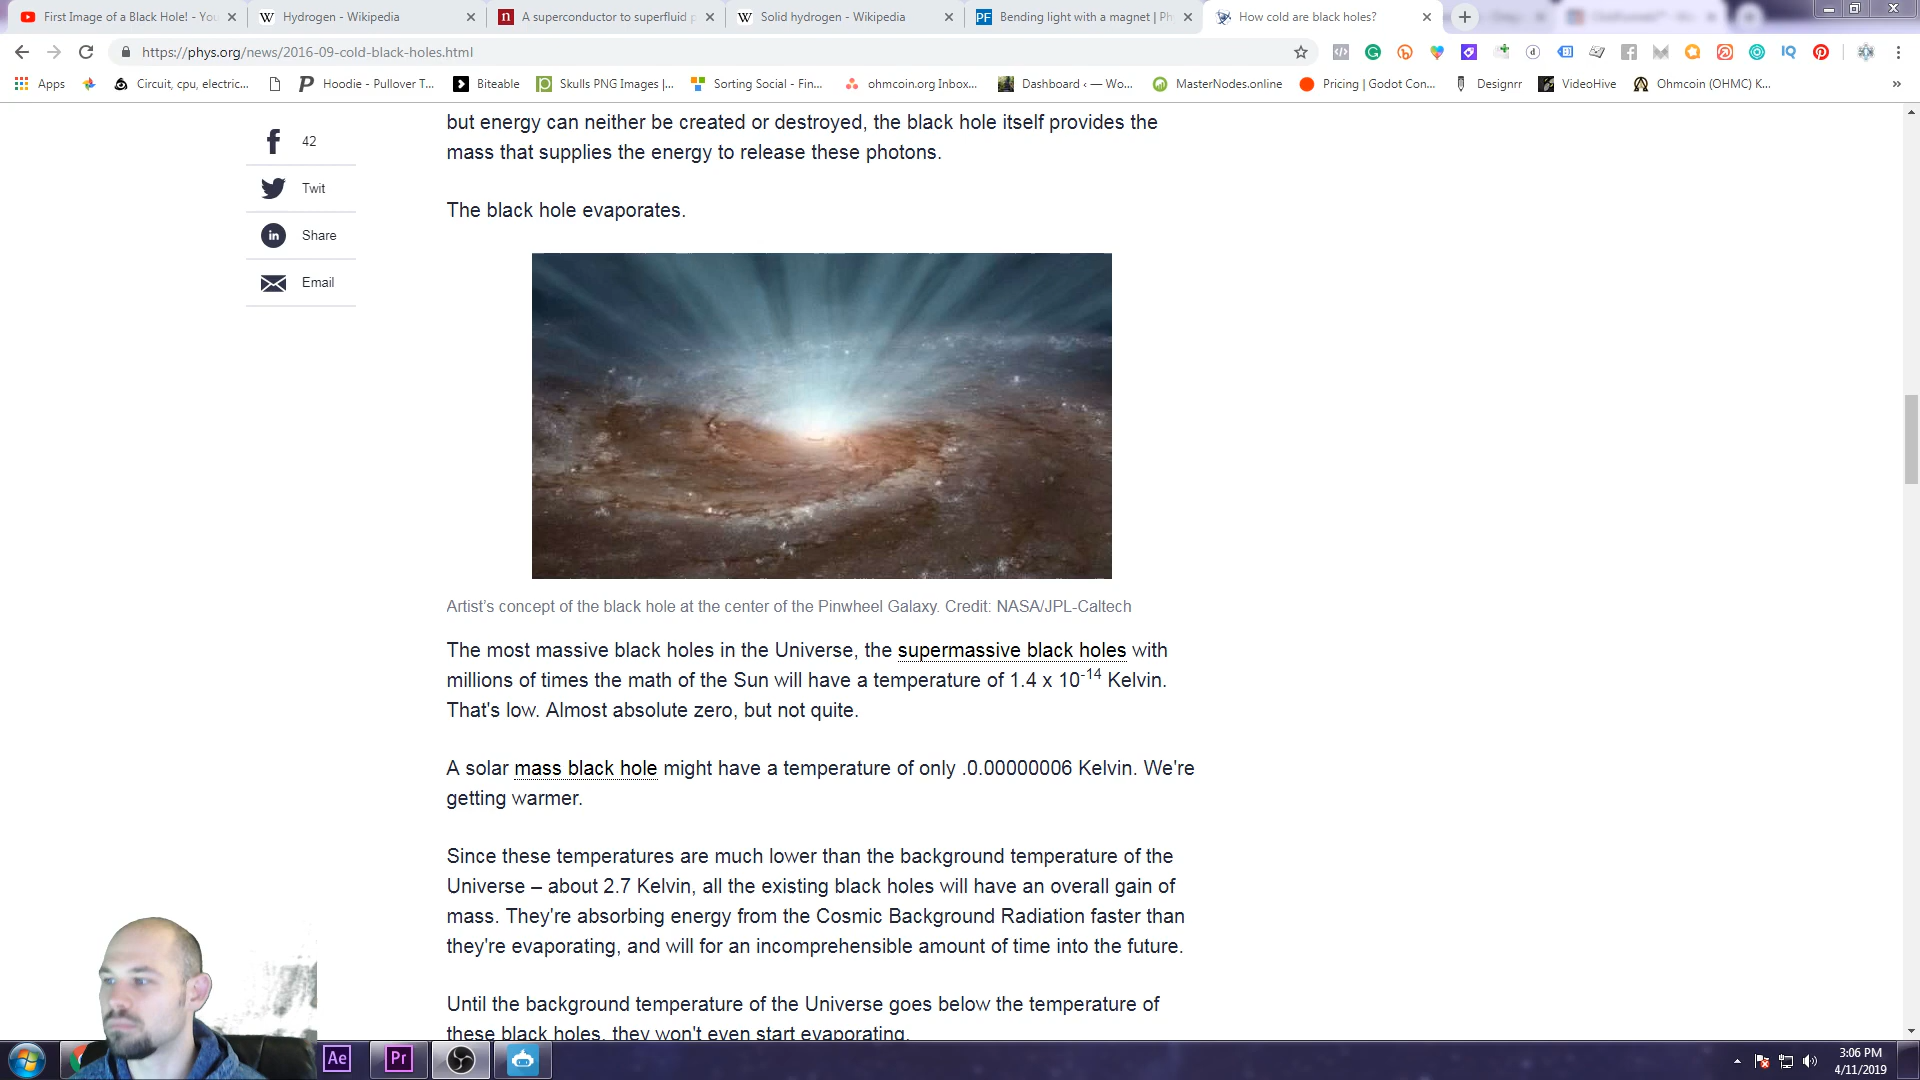 First Image of a Black Hole! - You
Hydrogen - Wikipedia
A superconductor to superfluid p
Solid hydrogen - Wikipedia
Bending light with a magnet | Ph
How cold are black holes?
https://phys.org/news/2016-09-cold-black-holes.html
Apps
Circuit, cpu, electric...
Hoodie - Pullover T...
Biteable
Skulls PNG Images |...
Sorting Social - Fin...
ohmcoin.org Inbox...
Dashboard ‹ — Wo...
MasterNodes.online
Pricing | Godot Con...
Designrr
VideoHive
Ohmcoin (OHMC) K...
42
Twit
Share
Email
but energy can neither be created or destroyed, the black hole itself provides the
mass that supplies the energy to release these photons.
The black hole evaporates.
Artist's concept of the black hole at the center of the Pinwheel Galaxy. Credit: NASA/JPL-Caltech
The most massive black holes in the Universe, the supermassive black holes with
millions of times the math of the Sun will have a temperature of 1.4 x 10-14 Kelvin.
That's low. Almost absolute zero, but not quite.
A solar mass black hole might have a temperature of only .0.00000006 Kelvin. We're
getting warmer.
Since these temperatures are much lower than the background temperature of the
Universe – about 2.7 Kelvin, all the existing black holes will have an overall gain of
mass. They're absorbing energy from the Cosmic Background Radiation faster than
they're evaporating, and will for an incomprehensible amount of time into the future.
Until the background temperature of the Universe goes below the temperature of
these black holes, they won't even start evaporating.
Ae
Pr
3:06 PM
4/11/2019